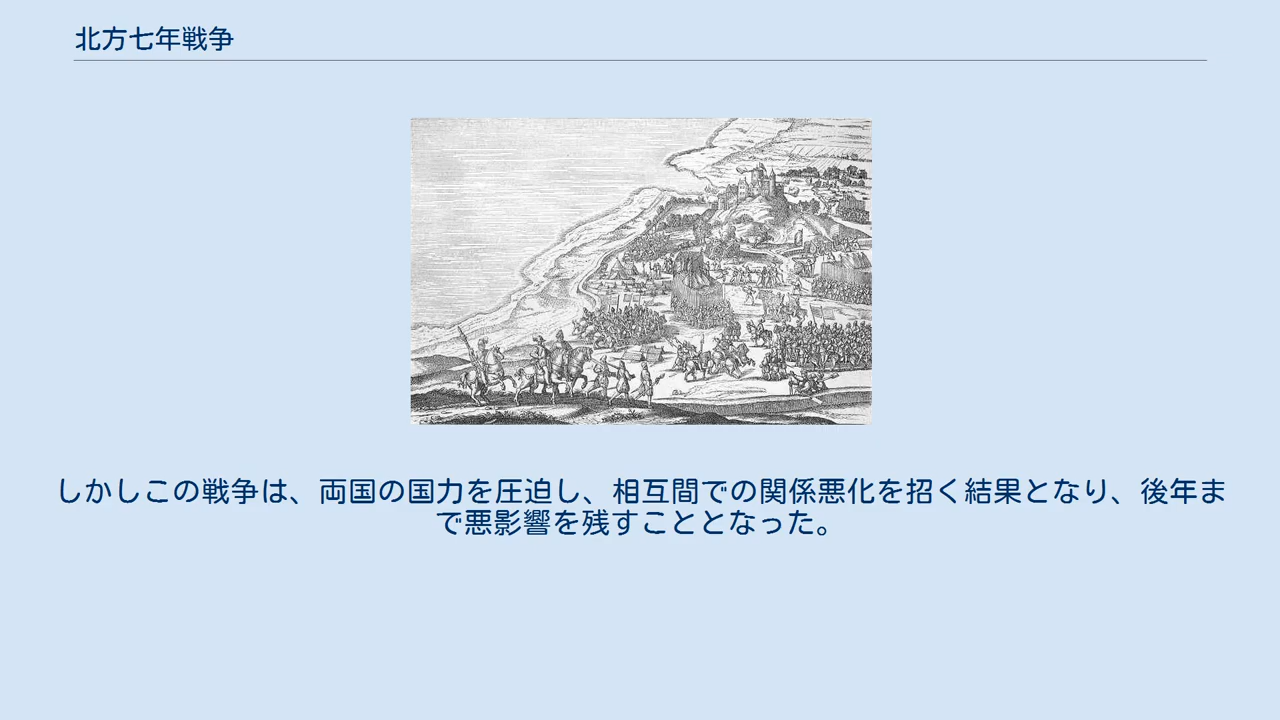 北方七年戦争
しかしこの戦争は、両国の国力を圧迫し、相互間での関係悪化を招く結果となり、後年ま
で悪影響を残すこととなった。